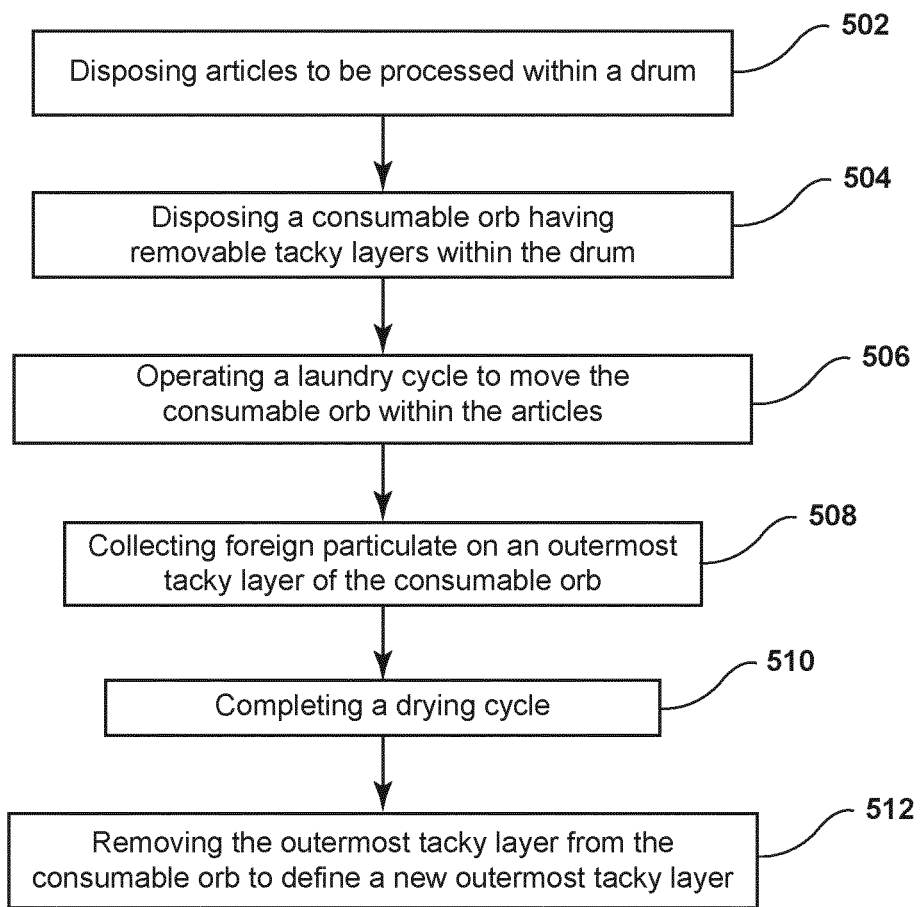 502
Disposing articles to be processed within a drum
504
Disposing a consumable orb having
removable tacky layers within the drum
506
Operating a laundry cycle to move the
consumable orb within the articles
508
Collecting foreign particulate on an outermost
tacky layer of the consumable orb
510
Completing a drying cycle
512
Removing the outermost tacky layer from the
consumable orb to define a new outermost tacky layer